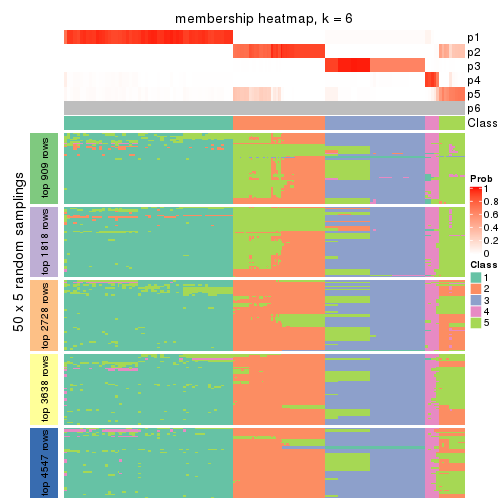 membership heatmap, k = 6
p1
p2
p3
p4
p5
p6
Class
50 x 5 random samplings
top 909 rows
top 1818 rows
top 2728 rows
top 3638 rows
top 4547 rows
Prob
1
0.8
0.6
0.4
0.2
0
Class
1
2
3
4
5